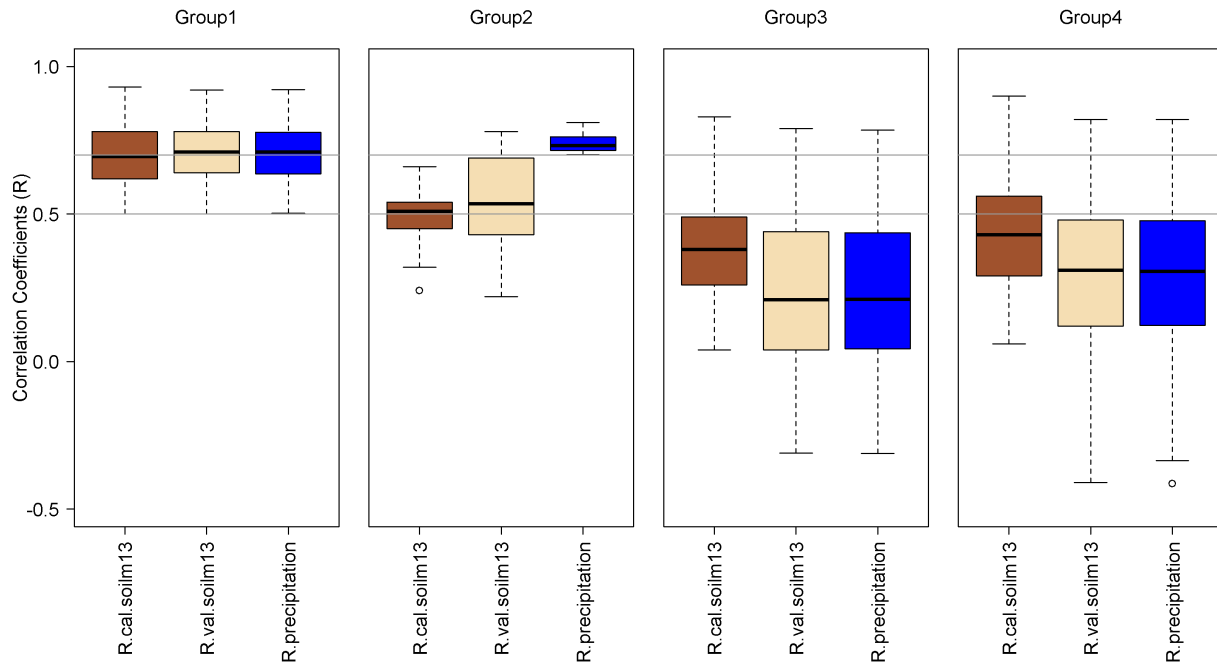 Group1
Group2
Group3
Group4
Correlation Coefficients (R)
1.0
0.5
0.0
-0.5
R.cal.soilm13
R.val.soilm13
R.precipitation
R.cal.soilm13
R.val.soilm13
R.precipitation
R.cal.soilm13
R.val.soilm13
R.precipitation
R.cal.soilm13
R.val.soilm13
R.precipitation